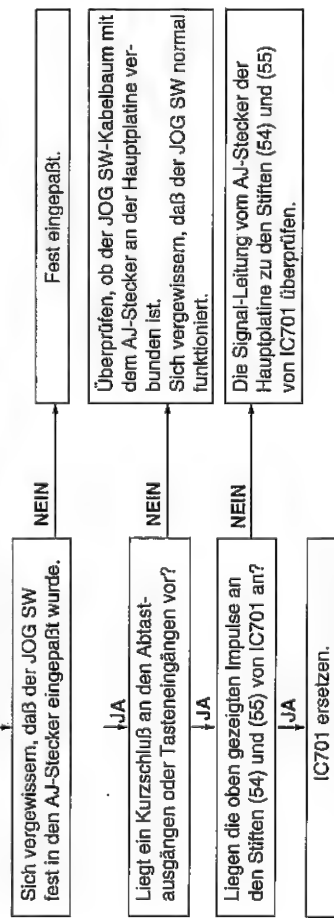 Sich vergewissern, daß der JOG SW
fest in den AJ-Stecker eingepaßt wurde.
NEIN
Fest eingepaßt.
JA
Liegt ein Kurzschluß an den Abtast-
ausgängen oder Tasteneingängen vor?
NEIN
Überprüfen, ob der JOG SW-Kabelbaum mit
dem AJ-Stecker an der Hauptplatine ver-
bunden ist.
Sich vergewissern, daß der JOG SW normal
funktioniert.
JA
Liegen die oben gezeigten Impulse an
den Stiften (54) und (55) von IC701 an?
NEIN
Die Signal-Leitung vom AJ-Stecker der
Hauptplatine zu den Stiften (54) und (55)
von IC701 überprüfen.
JA
IC701 ersetzen.